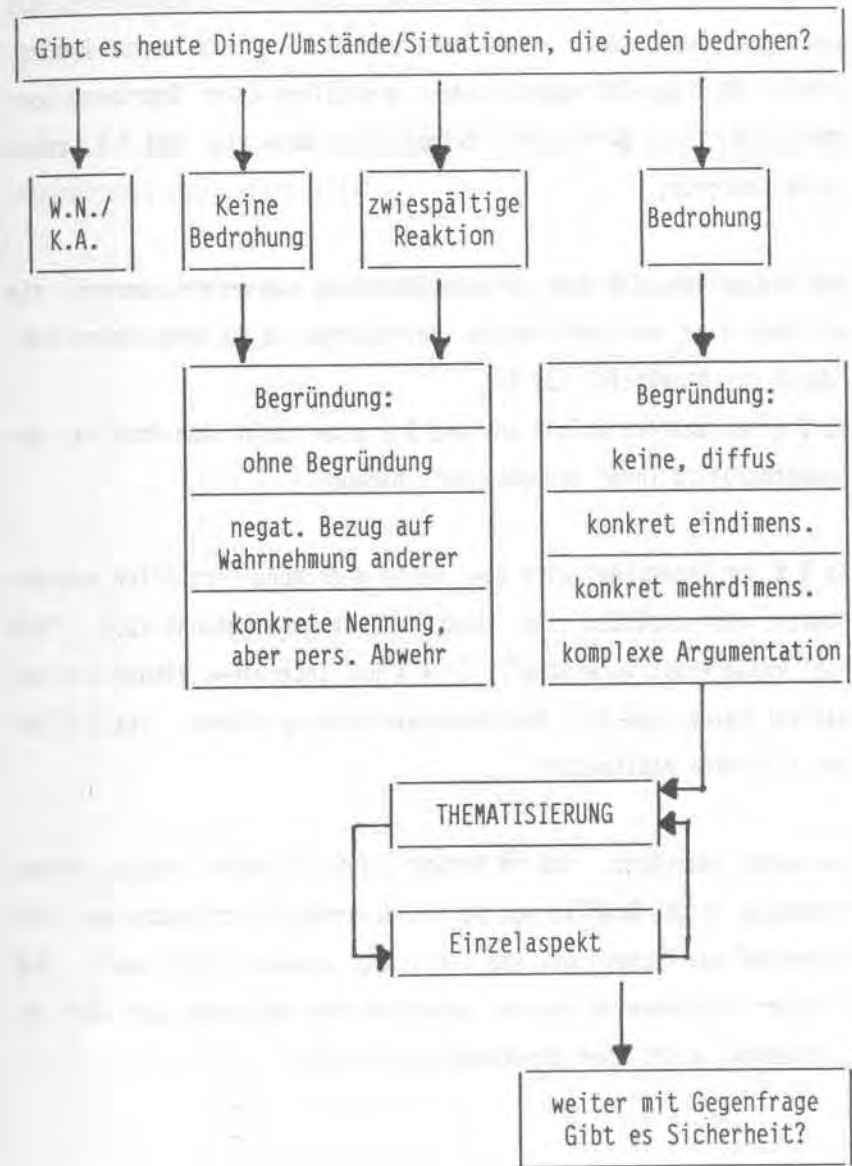 Gibt es heute Dinge/Umstände/Situationen, die jeden bedrohen?
W.N./
K.A.
Keine
Bedrohung
zwiespältige
Reaktion
Bedrohung
Begründung:
ohne Begründung
negat. Bezug auf
Wahrnehmung anderer
konkrete Nennung,
aber pers. Abwehr
Begründung:
keine, diffus
konkret eindimens.
konkret mehrdimens.
komplexe Argumentation
THEMATISIERUNG
Einzelaspekt
weiter mit Gegenfrage
Gibt es Sicherheit?